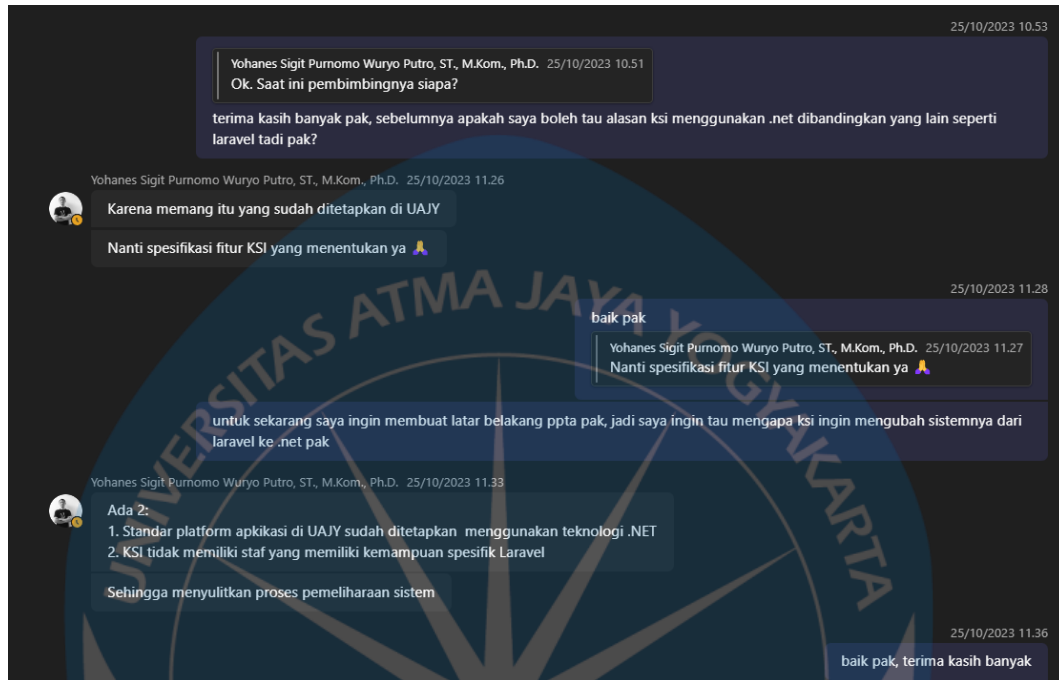 25/10/2023 10.53
Yohanes Sigit Purnomo Wuryo Putro, ST., M.Kom., Ph.D. 25/10/2023 10.51
Ok. Saat ini pembimbingnya siapa?
terima kasih banyak pak, sebelumnya apakah saya boleh tau alasan ksi menggunakan .net dibandingkan yang lain seperti
laravel tadi pak?
Yohanes Sigit Purnomo Wuryo Putro, ST., M.Kom., Ph.D. 25/10/2023 11.26
Karena memang itu yang sudah ditetapkan di UAJY
Nanti spesifikasi fitur KSI yang menentukan ya 🙏
25/10/2023 11.28
baik pak
Yohanes Sigit Purnomo Wuryo Putro, ST., M.Kom., Ph.D. 25/10/2023 11.27
Nanti spesifikasi fitur KSI yang menentukan ya 🙏
untuk sekarang saya ingin membuat latar belakang ppta pak, jadi saya ingin tau mengapa ksi ingin mengubah sistemnya dari
laravel ke .net pak
Yohanes Sigit Purnomo Wuryo Putro, ST., M.Kom., Ph.D. 25/10/2023 11.33
Ada 2:
1. Standar platform apkikasi di UAJY sudah ditetapkan menggunakan teknologi .NET
2. KSI tidak memiliki staf yang memiliki kemampuan spesifik Laravel
Sehingga menyulitkan proses pemeliharaan sistem
25/10/2023 11.36
baik pak, terima kasih banyak
UNIVERSITAS ATMA JAYA YOGYAKARTA